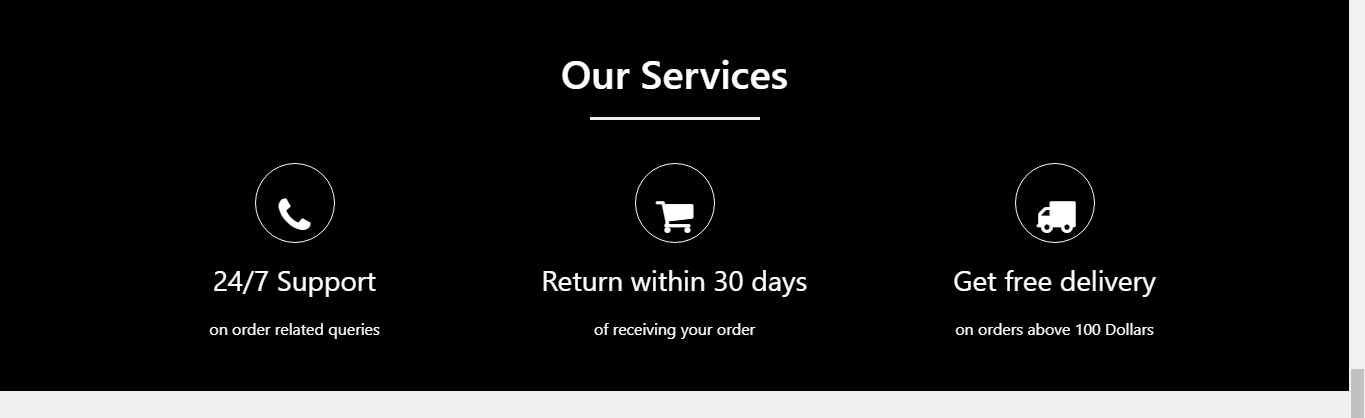 Our Services
24/7 Support
Return within 30 days
Get free delivery
on order related queries
of receiving your order
on orders above 100 Dollars